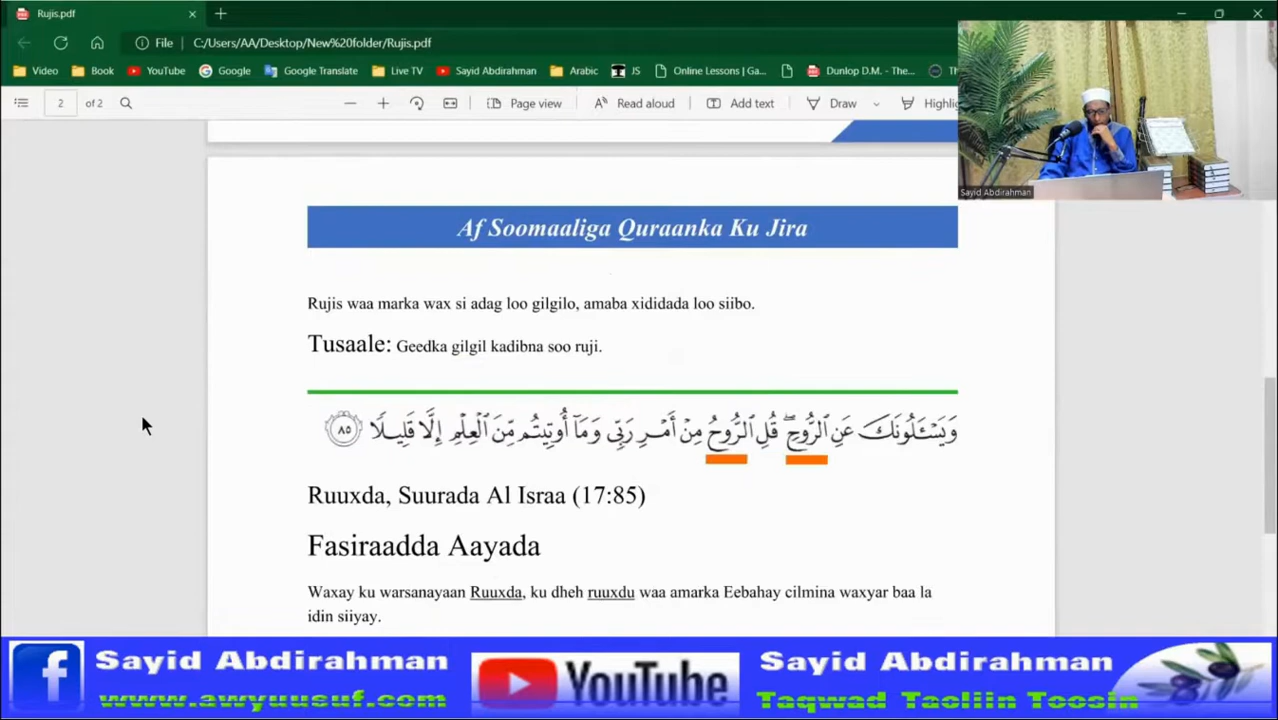 Rujis.pdf
File C:/Users/AA/Desktop/New%20folder/Rujis.pdf
Video Book YouTube Google Google Translate Live TV Sayid Abdirahman Arabic JS Online Lessons | Ga... Dunlop D.M. - The...
2 of 2 Page view Read aloud Add text Draw
Sayid Abdirahman
Af Soomaaliga Quraanka Ku Jira
Rujis waa marka wax si adag loo gilgilo, amaba xididada loo siibo.
Tusaale: Geedka gilgil kadibna soo ruji.
وَيَسْـَٔلُونَكَ عَنِ ٱلرُّوحِ ۖ قُلِ ٱلرُّوحُ مِنْ أَمْرِ رَبِّى وَمَآ أُوتِيتُم مِّنَ ٱلْعِلْمِ إِلَّا قَلِيلًا ٨٥
Ruuxda, Suurada Al Israa (17:85)
Fasiraadda Aayada
Waxay ku warsanayaan Ruuxda, ku dheh ruuxdu waa amarka Eebahay cilmina waxyar baa la
idin siiyay.
f Sayid Abdirahman YouTube Sayid Abdirahman
www.awyuusuf.com Taqwad Taoliin Toosin